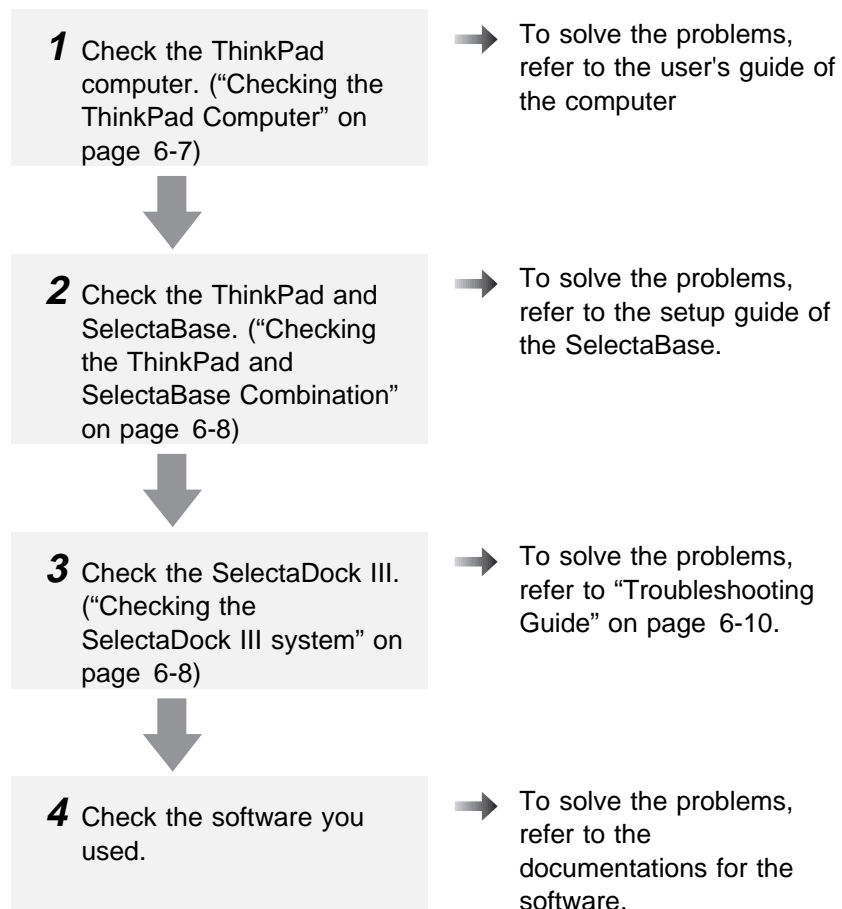 1 Check the ThinkPad
computer. (“Checking the
ThinkPad Computer” on
page 6-7)
To solve the problems,
refer to the user's guide of
the computer
2 Check the ThinkPad and
SelectaBase. (“Checking
the ThinkPad and
SelectaBase Combination”
on page 6-8)
To solve the problems,
refer to the setup guide of
the SelectaBase.
3 Check the SelectaDock III.
(“Checking the
SelectaDock III system” on
page 6-8)
To solve the problems,
refer to “Troubleshooting
Guide” on page 6-10.
4 Check the software you
used.
To solve the problems,
refer to the
documentations for the
software.